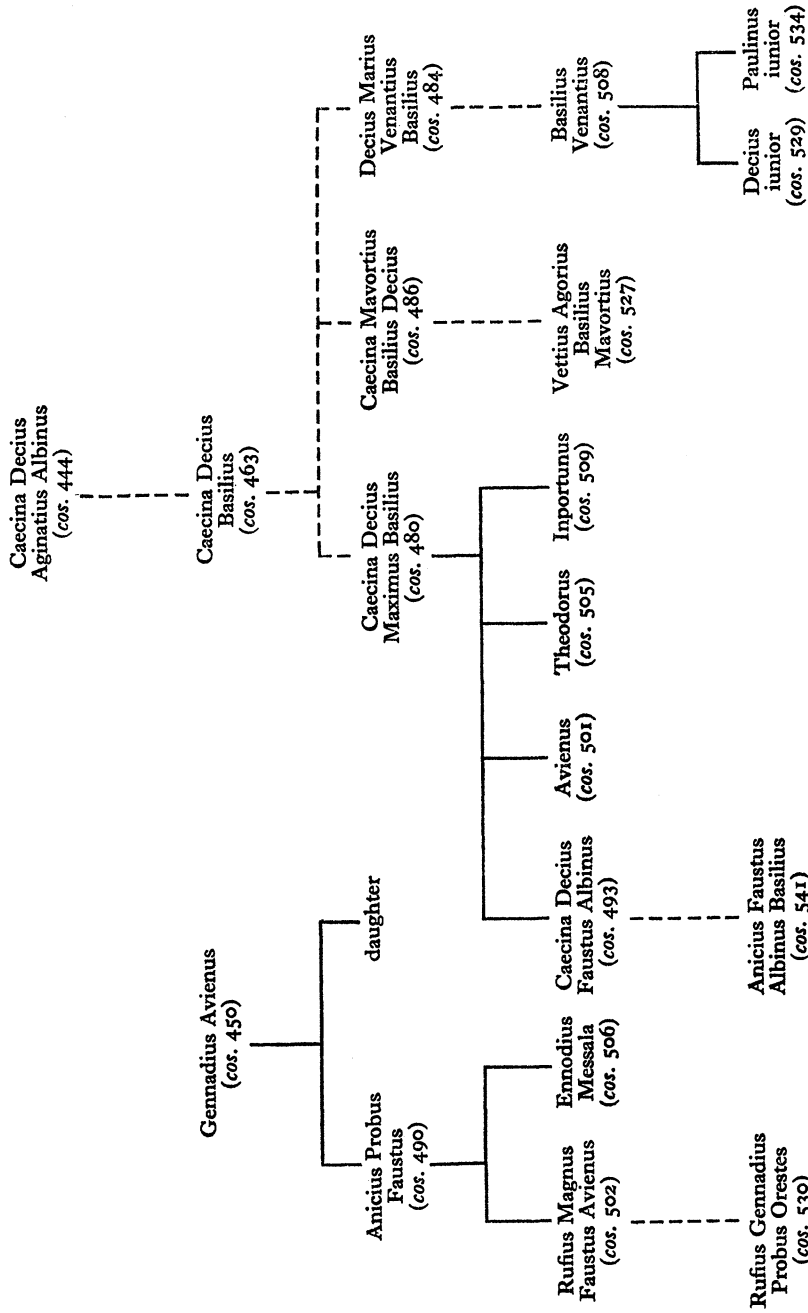 Caecina Decius
Aginatius Albinus
(cos. 444)
Caecina Decius
Basilius
(cos. 463)
Gennadius Avienus
(cos. 450)
Anicius Probus
Faustus
(cos. 490)
daughter
Caecina Decius
Maximus Basilius
(cos. 480)
Caecina Mavortius
Basilius Decius
(cos. 486)
Decius Marius
Venantius
Basilius
(cos. 484)
Rufius Magnus
Faustus Avienus
(cos. 502)
Ennodius
Messala
(cos. 506)
Caecina Decius
Faustus Albinus
(cos. 493)
Avienus
(cos. 501)
Theodorus
(cos. 505)
Inportunus
(cos. 509)
Vettius Agorius
Basilius
Mavortius
(cos. 527)
Basilius
Venantius
(cos. 508)
Rufius Gennadius
Probus Orestes
(cos. 530)
Anicius Faustus
Albinus Basilius
(cos. 541)
Decius
iunior
(cos. 529)
Paulinus
iunior
(cos. 534)